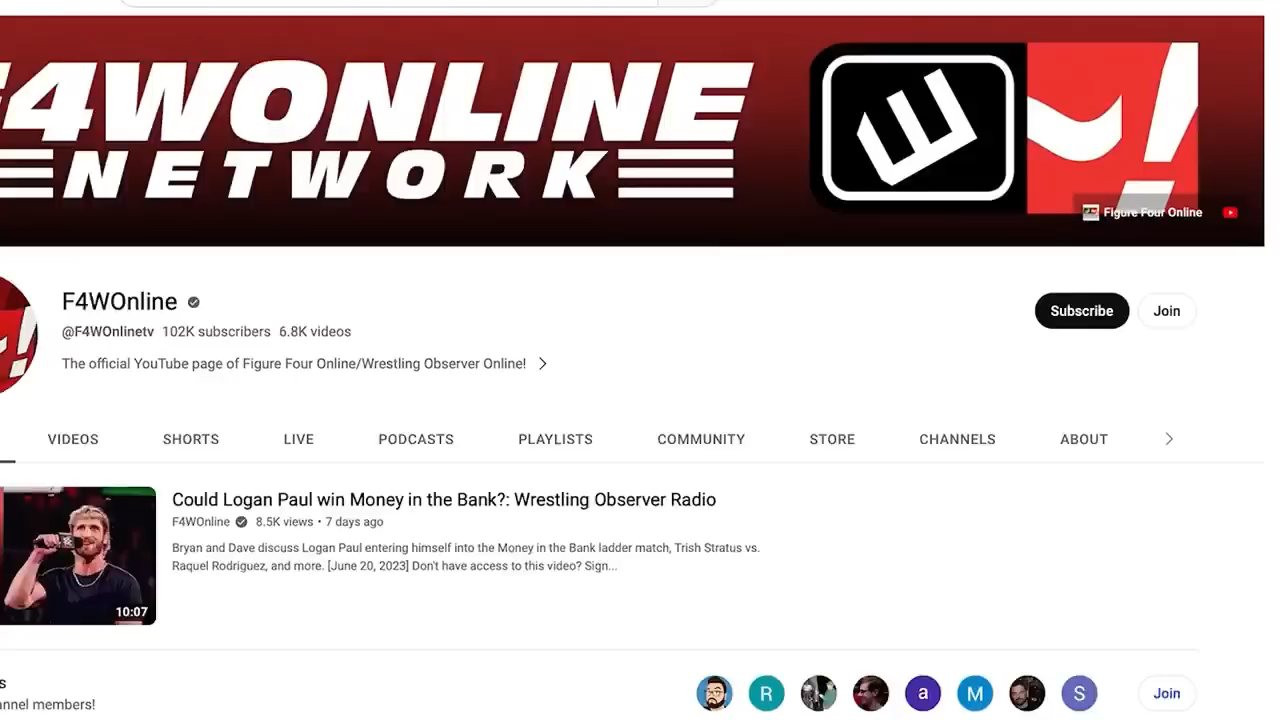 F4WONLINE
NETWORK
Figure Four Online
F4WOnline
@F4WOnlinetv 102K subscribers 6.8K videos
Subscribe
Join
The official YouTube page of Figure Four Online/Wrestling Observer Online!
VIDEOS SHORTS LIVE PODCASTS PLAYLISTS COMMUNITY STORE CHANNELS ABOUT
Could Logan Paul win Money in the Bank?: Wrestling Observer Radio
F4WOnline 8.5K views • 7 days ago
Bryan and Dave discuss Logan Paul entering himself into the Money in the Bank ladder match, Trish Stratus vs.
Raquel Rodriguez, and more. [June 20, 2023] Don't have access to this video? Sign...
10:07
R a M S
Join
channel members!